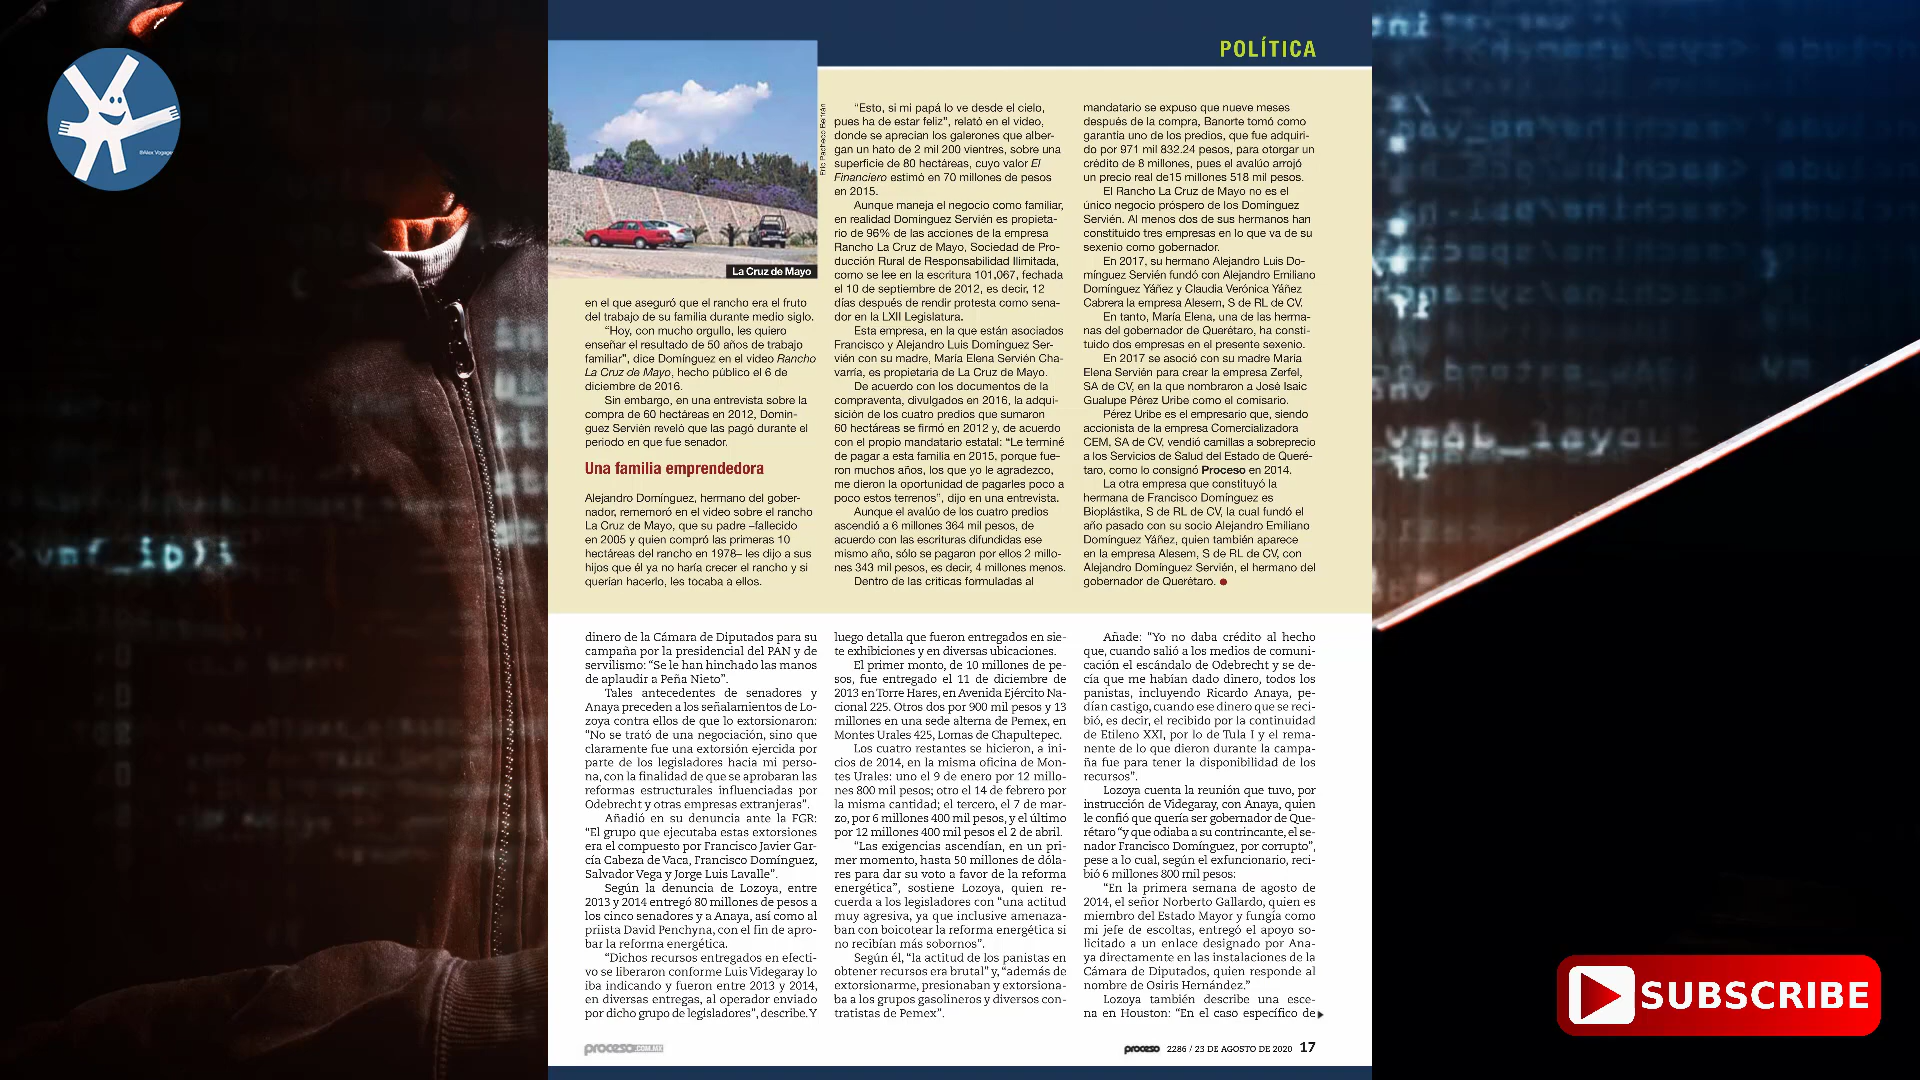 POLÍTICA
©Alex Vogager
Eric Pacheco Beltrán
La Cruz de Mayo
en el que aseguró que el rancho era el fruto
del trabajo de su familia durante medio siglo.
“Hoy, con mucho orgullo, les quiero
enseñar el resultado de 50 años de trabajo
familiar”, dice Domínguez en el video Rancho
La Cruz de Mayo, hecho público el 6 de
diciembre de 2016.
Sin embargo, en una entrevista sobre la
compra de 60 hectáreas en 2012, Domín-
guez Servién reveló que las pagó durante el
periodo en que fue senador.
Una familia emprendedora
Alejandro Domínguez, hermano del gober-
nador, rememoró en el video sobre el rancho
La Cruz de Mayo, que su padre –fallecido
en 2005 y quien compró las primeras 10
hectáreas del rancho en 1978– les dijo a sus
hijos que él ya no haría crecer el rancho y si
querían hacerlo, les tocaba a ellos.
“Esto, si mi papá lo ve desde el cielo,
pues ha de estar feliz”, relató en el video,
donde se aprecian los galerones que alber-
gan un hato de 2 mil 200 vientres, sobre una
superficie de 80 hectáreas, cuyo valor El
Financiero estimó en 70 millones de pesos
en 2015.
Aunque maneja el negocio como familiar,
en realidad Domínguez Servién es propieta-
rio de 96% de las acciones de la empresa
Rancho La Cruz de Mayo, Sociedad de Pro-
ducción Rural de Responsabilidad Ilimitada,
como se lee en la escritura 101,067, fechada
el 10 de septiembre de 2012, es decir, 12
días después de rendir protesta como sena-
dor en la LXII Legislatura.
Esta empresa, en la que están asociados
Francisco y Alejandro Luis Domínguez Ser-
vién con su madre, María Elena Servién Cha-
varría, es propietaria de La Cruz de Mayo.
De acuerdo con los documentos de la
compraventa, divulgados en 2016, la adqui-
sición de los cuatro predios que sumaron
60 hectáreas se firmó en 2012 y, de acuerdo
con el propio mandatario estatal: “Le terminé
de pagar a esta familia en 2015, porque fue-
ron muchos años, los que yo le agradezco,
me dieron la oportunidad de pagarles poco a
poco estos terrenos”, dijo en una entrevista.
Aunque el avalúo de los cuatro predios
ascendió a 6 millones 364 mil pesos, de
acuerdo con las escrituras difundidas ese
mismo año, sólo se pagaron por ellos 2 millo-
nes 343 mil pesos, es decir, 4 millones menos.
Dentro de las críticas formuladas al
mandatario se expuso que nueve meses
después de la compra, Banorte tomó como
garantía uno de los predios, que fue adquiri-
do por 971 mil 832.24 pesos, para otorgar un
crédito de 8 millones, pues el avalúo arrojó
un precio real de15 millones 518 mil pesos.
El Rancho La Cruz de Mayo no es el
único negocio próspero de los Domínguez
Servién. Al menos dos de sus hermanos han
constituido tres empresas en lo que va de su
sexenio como gobernador.
En 2017, su hermano Alejandro Luis Do-
mínguez Servién fundó con Alejandro Emiliano
Domínguez Yáñez y Claudia Verónica Yáñez
Cabrera la empresa Alesem, S de RL de CV.
En tanto, María Elena, una de las herma-
nas del gobernador de Querétaro, ha consti-
tuido dos empresas en el presente sexenio.
En 2017 se asoció con su madre María
Elena Servién para crear la empresa Zerfel,
SA de CV, en la que nombraron a José Isaic
Gualupe Pérez Uribe como el comisario.
Pérez Uribe es el empresario que, siendo
accionista de la empresa Comercializadora
CEM, SA de CV, vendió camillas a sobreprecio
a los Servicios de Salud del Estado de Queré-
taro, como lo consignó Proceso en 2014.
La otra empresa que constituyó la
hermana de Francisco Domínguez es
Bioplástika, S de RL de CV, la cual fundó el
año pasado con su socio Alejandro Emiliano
Domínguez Yáñez, quien también aparece
en la empresa Alesem, S de RL de CV, con
Alejandro Domínguez Servién, el hermano del
gobernador de Querétaro.
dinero de la Cámara de Diputados para su
campaña por la presidencial del PAN y de
servilismo: “Se le han hinchado las manos
de aplaudir a Peña Nieto”.
Tales antecedentes de senadores y
Anaya preceden a los señalamientos de Lo-
zoya contra ellos de que lo extorsionaron:
“No se trató de una negociación, sino que
claramente fue una extorsión ejercida por
parte de los legisladores hacia mi perso-
na, con la finalidad de que se aprobaran las
reformas estructurales influenciadas por
Odebrecht y otras empresas extranjeras”.
Añadió en su denuncia ante la FGR:
“El grupo que ejecutaba estas extorsiones
era el compuesto por Francisco Javier Gar-
cía Cabeza de Vaca, Francisco Domínguez,
Salvador Vega y Jorge Luis Lavalle”.
Según la denuncia de Lozoya, entre
2013 y 2014 entregó 80 millones de pesos a
los cinco senadores y a Anaya, así como al
priista David Penchyna, con el fin de apro-
bar la reforma energética.
“Dichos recursos entregados en efecti-
vo se liberaron conforme Luis Videgaray lo
iba indicando y fueron entre 2013 y 2014,
en diversas entregas, al operador enviado
por dicho grupo de legisladores”, describe. Y
luego detalla que fueron entregados en sie-
te exhibiciones y en diversas ubicaciones.
El primer monto, de 10 millones de pe-
sos, fue entregado el 11 de diciembre de
2013 en Torre Hares, en Avenida Ejército Na-
cional 225. Otros dos por 900 mil pesos y 13
millones en una sede alterna de Pemex, en
Montes Urales 425, Lomas de Chapultepec.
Los cuatro restantes se hicieron, a ini-
cios de 2014, en la misma oficina de Mon-
tes Urales: uno el 9 de enero por 12 millo-
nes 800 mil pesos; otro el 14 de febrero por
la misma cantidad; el tercero, el 7 de mar-
zo, por 6 millones 400 mil pesos, y el último
por 12 millones 400 mil pesos el 2 de abril.
“Las exigencias ascendían, en un pri-
mer momento, hasta 50 millones de dóla-
res para dar su voto a favor de la reforma
energética”, sostiene Lozoya, quien re-
cuerda a los legisladores con “una actitud
muy agresiva, ya que inclusive amenaza-
ban con boicotear la reforma energética si
no recibían más sobornos”.
Según él, “la actitud de los panistas en
obtener recursos era brutal” y, “además de
extorsionarme, presionaban y extorsiona-
ba a los grupos gasolineros y diversos con-
tratistas de Pemex”.
Añade: “Yo no daba crédito al hecho
que, cuando salió a los medios de comuni-
cación el escándalo de Odebrecht y se de-
cía que me habían dado dinero, todos los
panistas, incluyendo Ricardo Anaya, pe-
dían castigo, cuando ese dinero que se reci-
bió, es decir, el recibido por la continuidad
de Etileno XXI, por lo de Tula I y el rema-
nente de lo que dieron durante la campa-
ña fue para tener la disponibilidad de los
recursos”.
Lozoya cuenta la reunión que tuvo, por
instrucción de Videgaray, con Anaya, quien
le confió que quería ser gobernador de Que-
rétaro “y que odiaba a su contrincante, el se-
nador Francisco Domínguez, por corrupto”,
pese a lo cual, según el exfuncionario, reci-
bió 6 millones 800 mil pesos:
“En la primera semana de agosto de
2014, el señor Norberto Gallardo, quien es
miembro del Estado Mayor y fungía como
mi jefe de escoltas, entregó el apoyo so-
licitado a un enlace designado por Ana-
ya directamente en las instalaciones de la
Cámara de Diputados, quien responde al
nombre de Osiris Hernández.”
Lozoya también describe una esce-
na en Houston: “En el caso específico de
proceso.COM.MX
proceso 2286 / 23 DE AGOSTO DE 2020 17
SUBSCRIBE